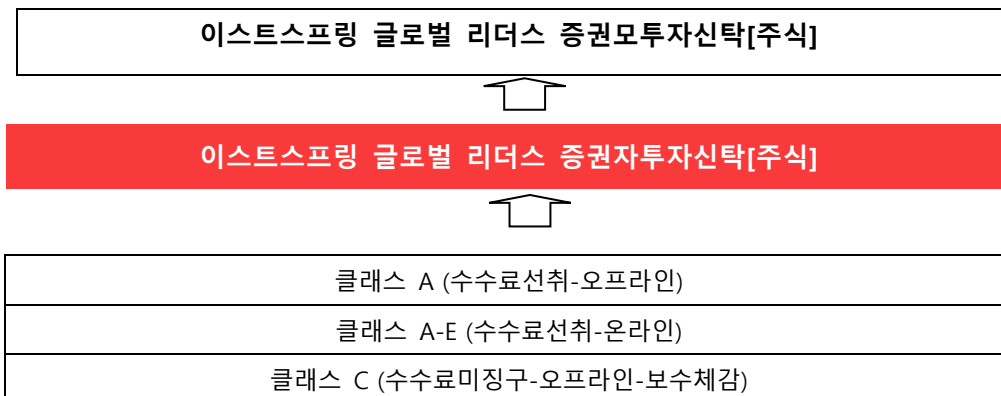 이스트스프링 글로벌 리더스 증권모투자신탁[주식]
이스트스프링 글로벌 리더스 증권자투자신탁[주식]
클래스 A (수수료선취-오프라인)
클래스 A-E (수수료선취-온라인)
클래스 C (수수료미징구-오프라인-보수체감)